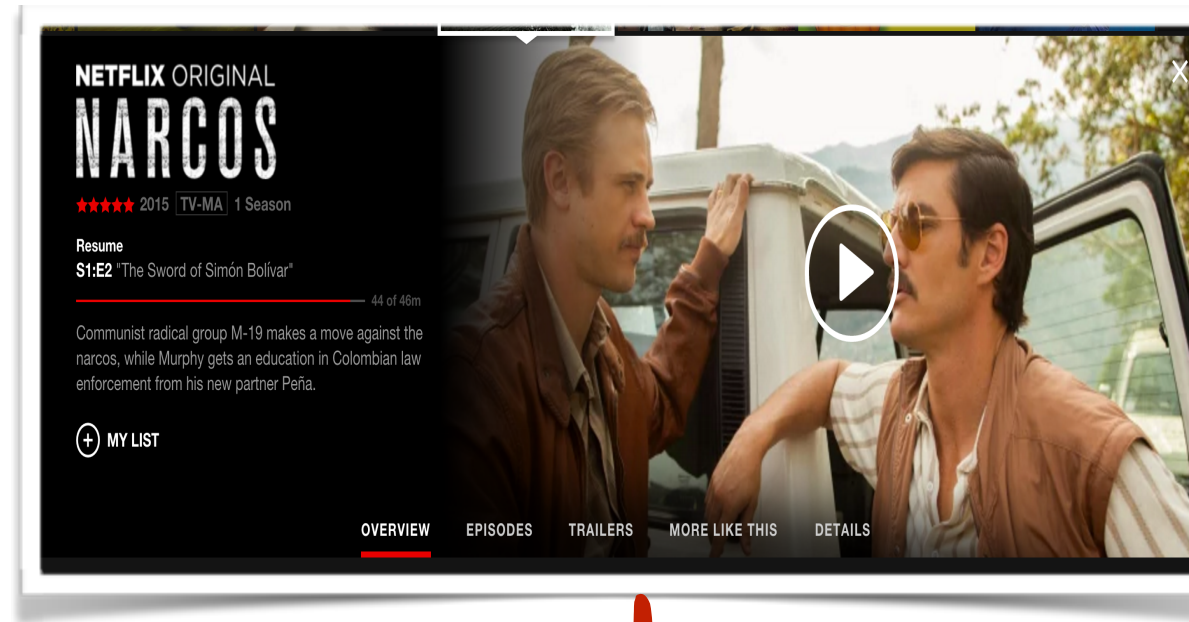 NETFLIX ORIGINAL
NARCOS
2015 TV-MA 1 Season
Resume
S1:E2 "The Sword of Simón Bolívar"
44 of 46m
Communist radical group M-19 makes a move against the
narcos, while Murphy gets an education in Colombian law
enforcement from his new partner Peña.
+ MY LIST
X
OVERVIEW EPISODES TRAILERS MORE LIKE THIS DETAILS